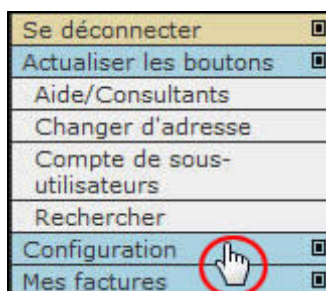 Se déconnecter
Actualiser les boutons
Aide/Consultants
Changer d'adresse
Compte de sous-
utilisateurs
Rechercher
Configuration
Mes factures